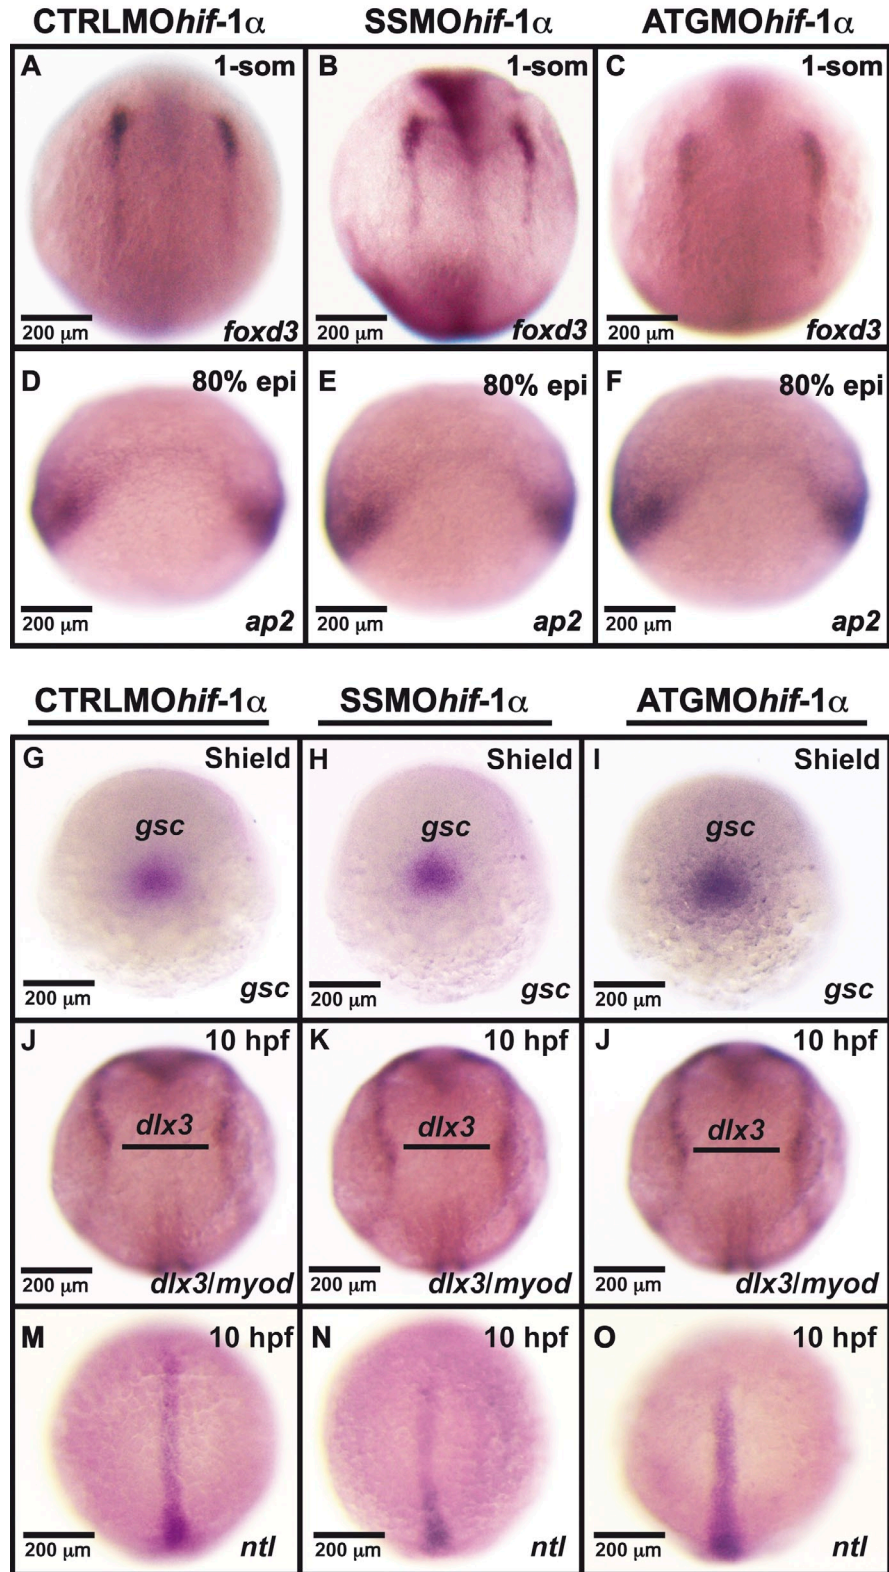 CTRLMOhif-1α SSMOhif-1α ATGMOhif-1α
A 1-som B 1-som C 1-som
200 μm foxd3 200 μm foxd3 200 μm foxd3
D 80% epi E 80% epi F 80% epi
200 μm ap2 200 μm ap2 200 μm ap2
CTRLMOhif-1α SSMOhif-1α ATGMOhif-1α
G Shield H Shield I Shield
gsc gsc gsc
200 μm gsc 200 μm gsc 200 μm gsc
J 10 hpf K 10 hpf J 10 hpf
dlx3 dlx3 dlx3
200 μm dlx3/myod 200 μm dlx3/myod 200 μm dlx3/myod
M 10 hpf N 10 hpf O 10 hpf
200 μm ntl 200 μm ntl 200 μm ntl